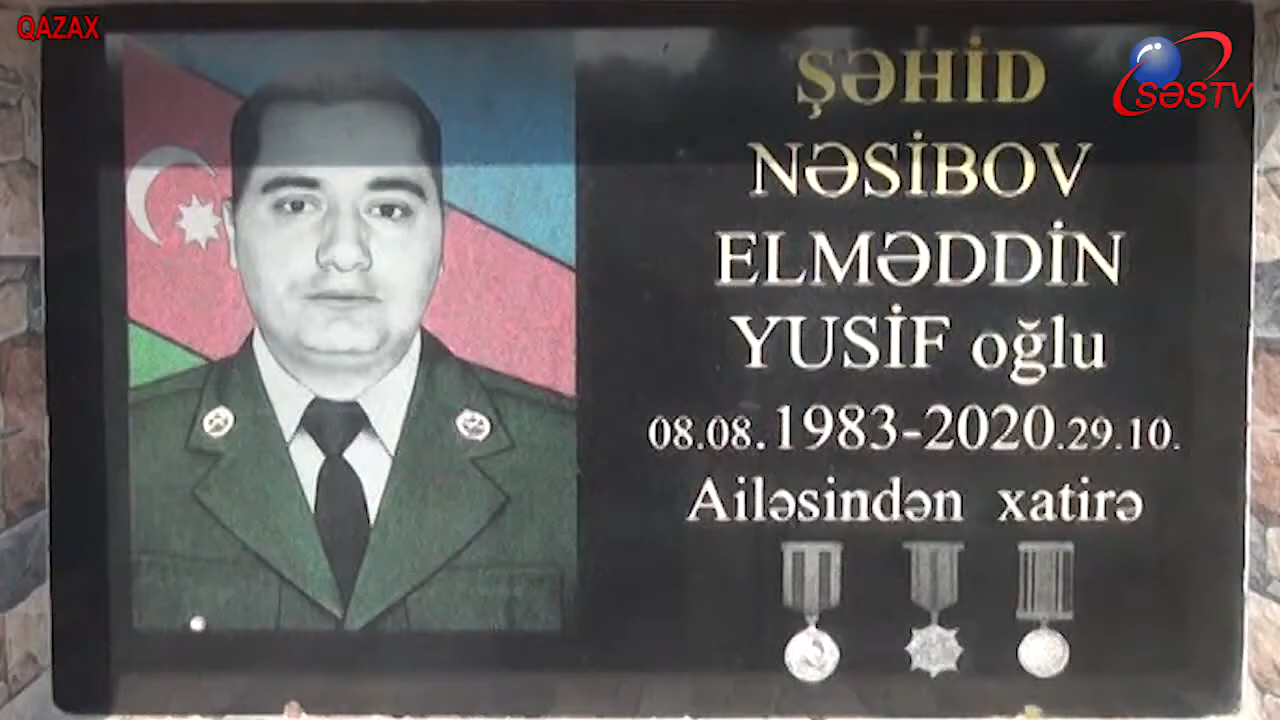 QAZAX
SƏSTV
ŞƏHİD
NƏSİBOV
ELMƏDDİN
YUSİF oğlu
08.08.1983-2020.29.10.
Ailəsindən xatirə